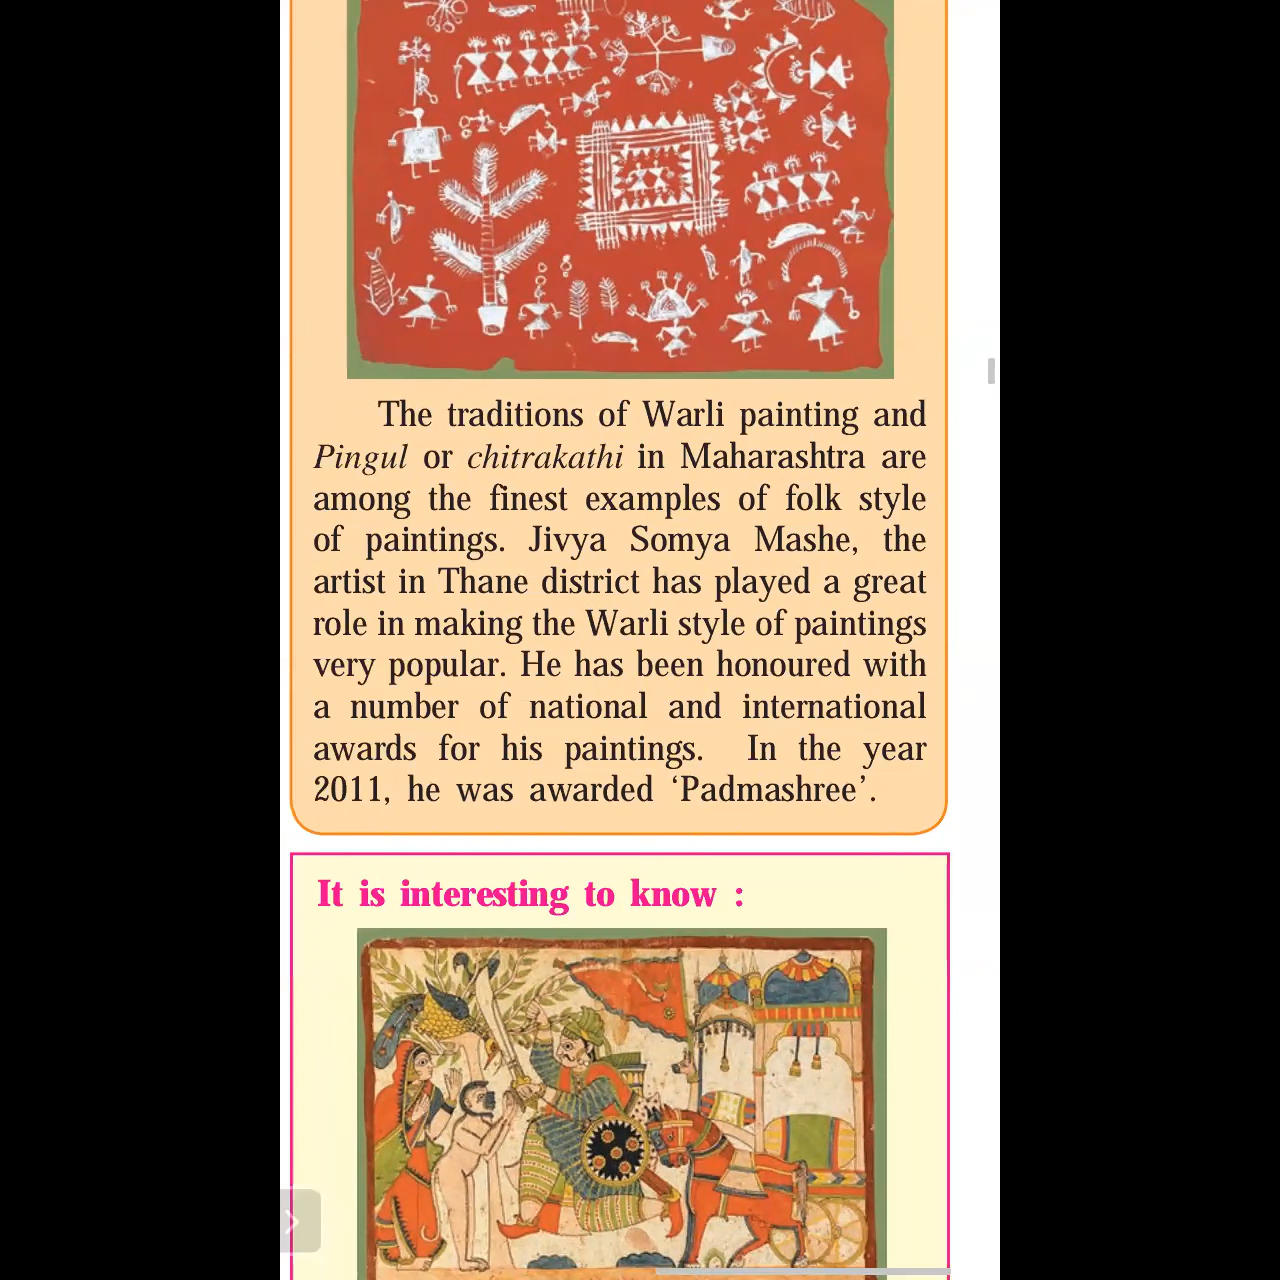 The traditions of Warli painting and
Pingul or chitrakathi in Maharashtra are
among the finest examples of folk style
of paintings. Jivya Somya Mashe, the
artist in Thane district has played a great
role in making the Warli style of paintings
very popular. He has been honoured with
a number of national and international
awards for his paintings. In the year
2011, he was awarded ‘Padmashree’.
It is interesting to know :